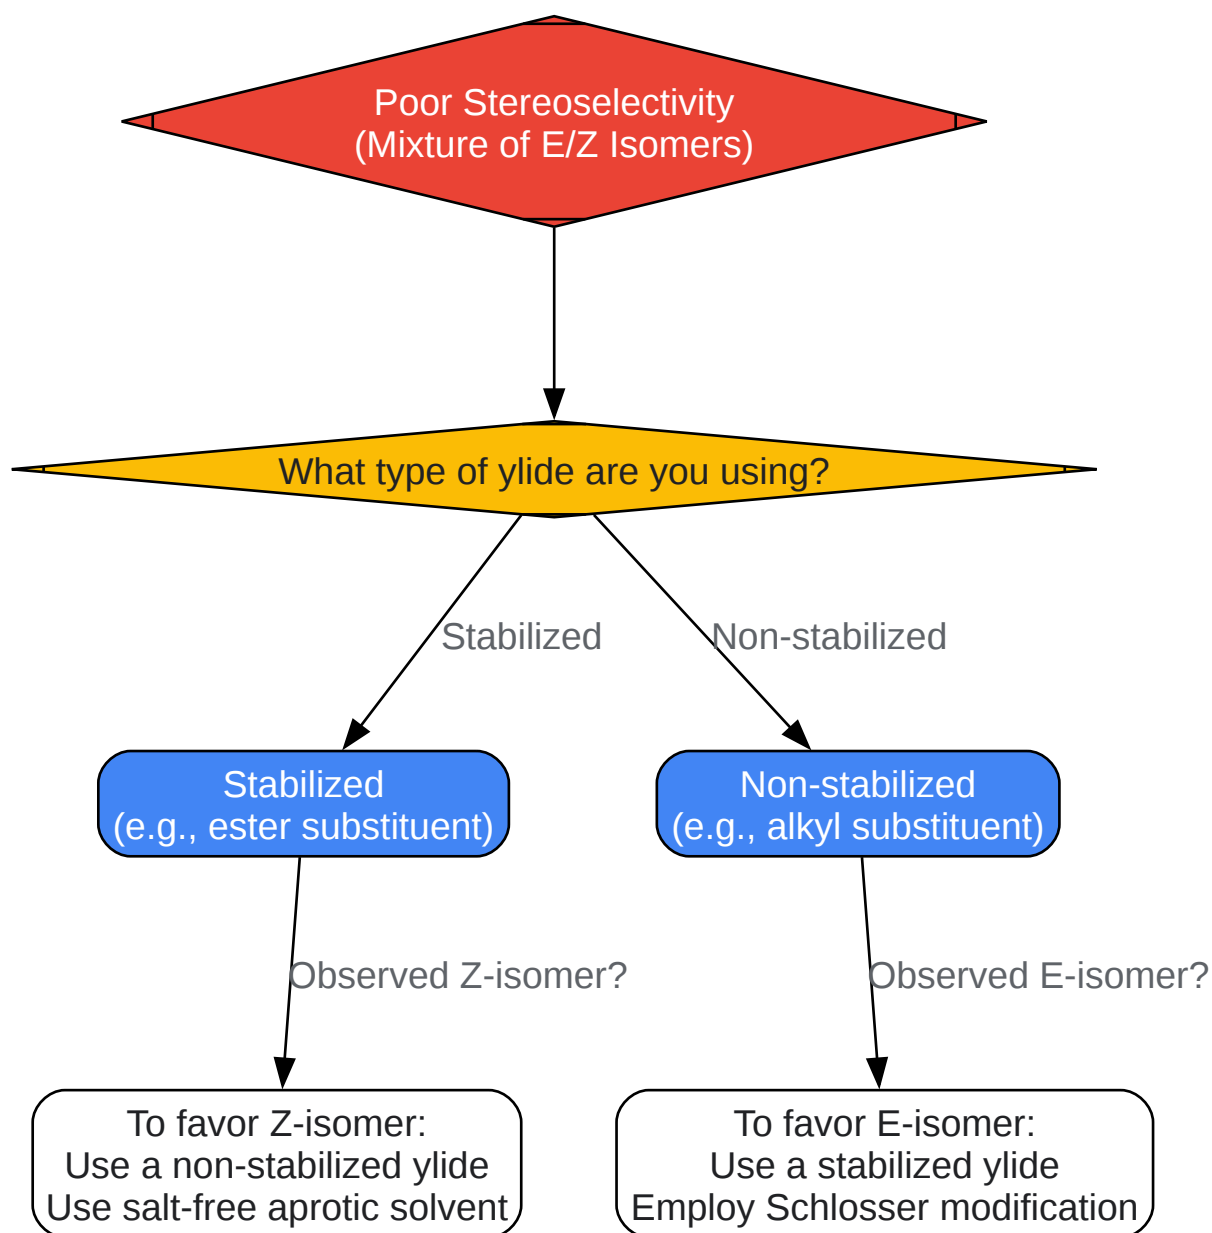 Poor Stereoselectivity
(Mixture of E/Z Isomers)
What type of ylide are you using?
Stabilized
Non-stabilized
Stabilized
(e.g., ester substituent)
Non-stabilized
(e.g., alkyl substituent)
Observed Z-isomer?
Observed E-isomer?
To favor Z-isomer:
Use a non-stabilized ylide
Use salt-free aprotic solvent
To favor E-isomer:
Use a stabilized ylide
Employ Schlosser modification